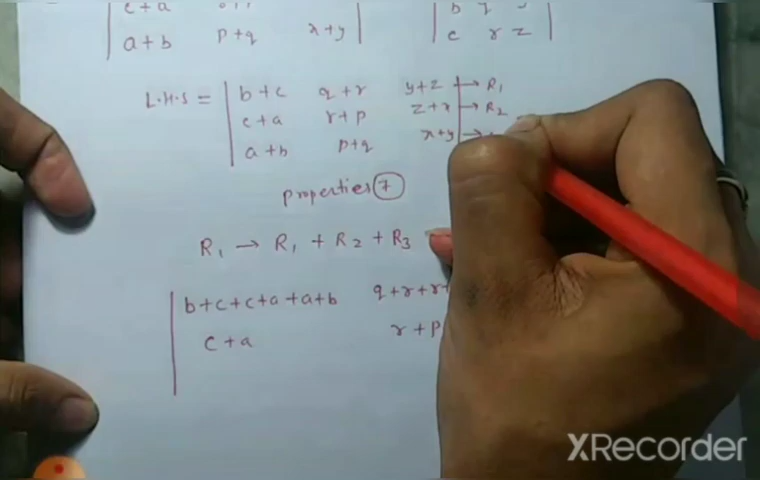 c+a
a+b p+q x+y c r z
L.H.S = b+c q+r y+z → R1
c+a r+p z+x → R2
a+b p+q x+y →
properties 7
R1 → R1 + R2 + R3
b+c+c+a+a+b q+r+r+
c+a r+p
XRecorder